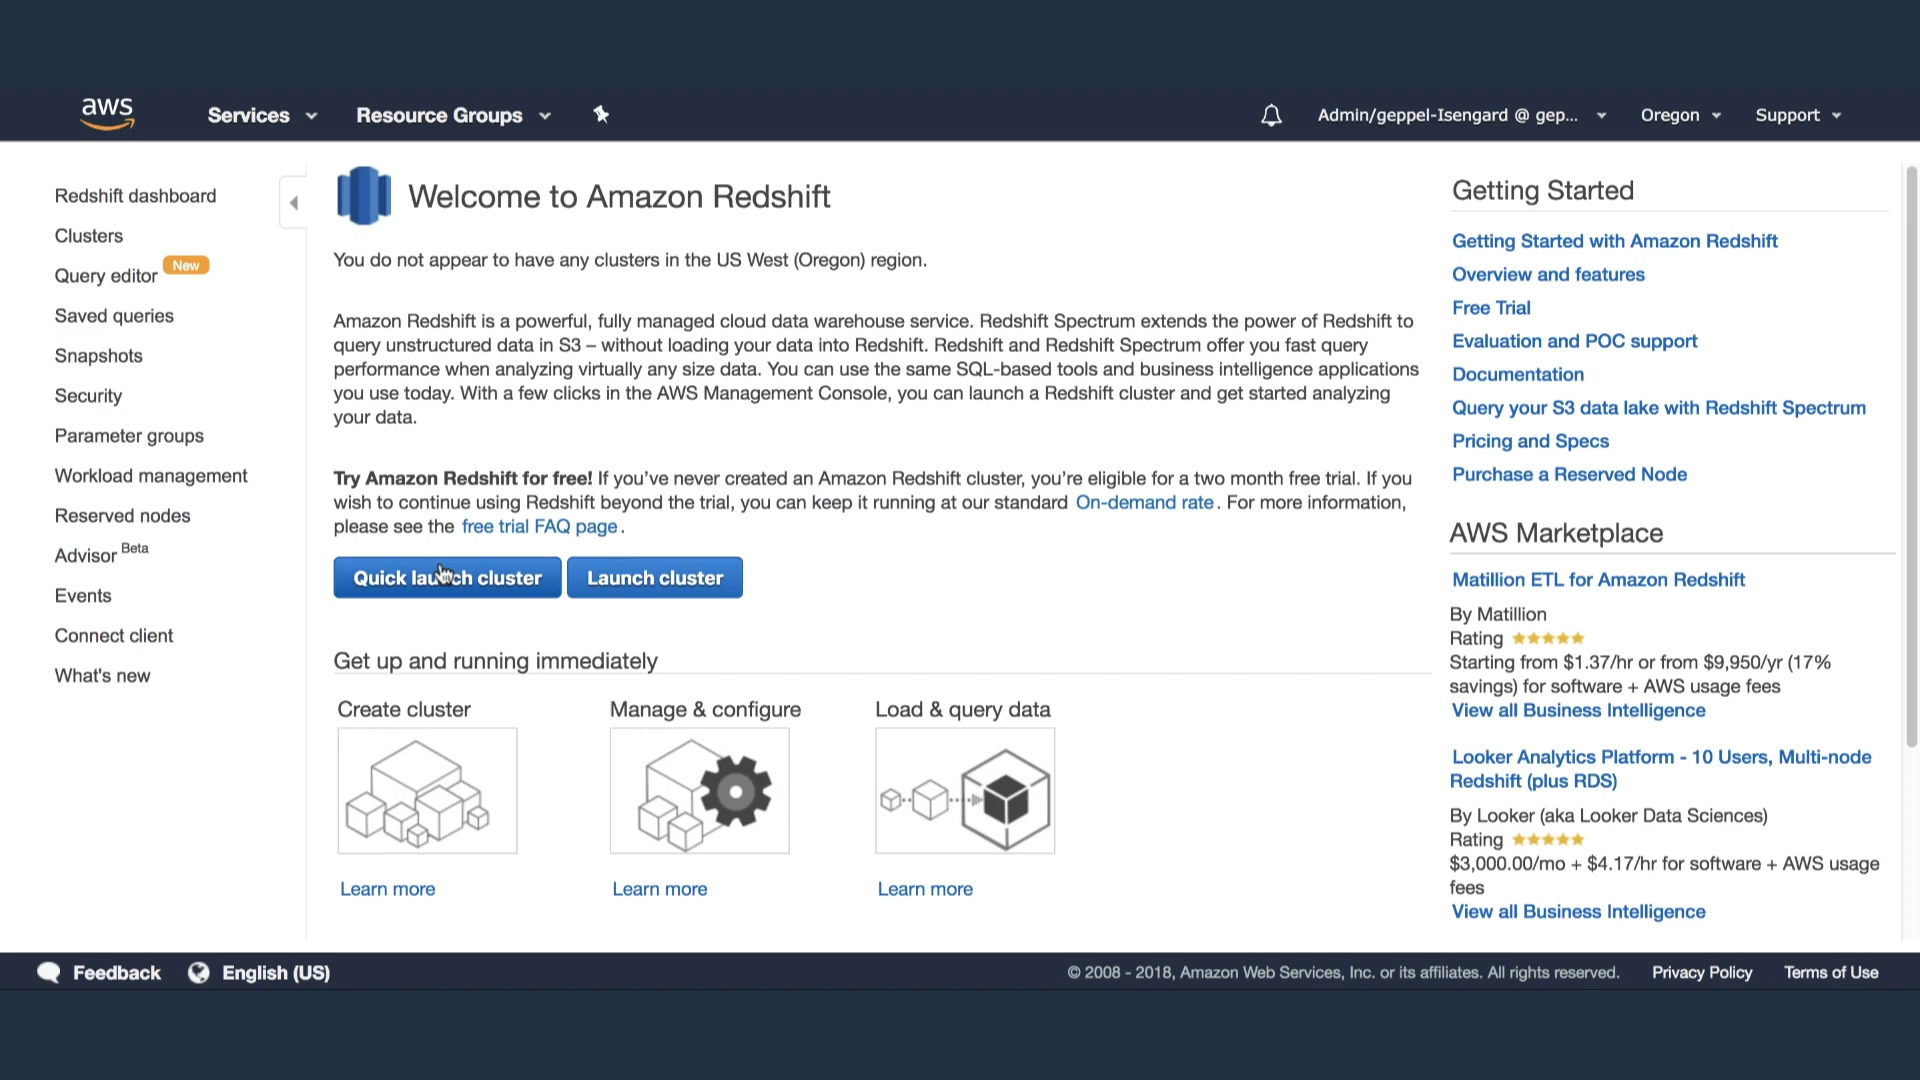 aws
Services
Resource Groups
Admin/geppel-Isengard @ gep...
Oregon
Support
Redshift dashboard
Clusters
Query editor New
Saved queries
Snapshots
Security
Parameter groups
Workload management
Reserved nodes
Advisor Beta
Events
Connect client
What's new
Welcome to Amazon Redshift
You do not appear to have any clusters in the US West (Oregon) region.
Amazon Redshift is a powerful, fully managed cloud data warehouse service. Redshift Spectrum extends the power of Redshift to
query unstructured data in S3 – without loading your data into Redshift. Redshift and Redshift Spectrum offer you fast query
performance when analyzing virtually any size data. You can use the same SQL-based tools and business intelligence applications
you use today. With a few clicks in the AWS Management Console, you can launch a Redshift cluster and get started analyzing
your data.
Try Amazon Redshift for free! If you’ve never created an Amazon Redshift cluster, you’re eligible for a two month free trial. If you
wish to continue using Redshift beyond the trial, you can keep it running at our standard On-demand rate. For more information,
please see the free trial FAQ page.
Quick launch cluster
Launch cluster
Get up and running immediately
Create cluster
Learn more
Manage & configure
Learn more
Load & query data
Learn more
Getting Started
Getting Started with Amazon Redshift
Overview and features
Free Trial
Evaluation and POC support
Documentation
Query your S3 data lake with Redshift Spectrum
Pricing and Specs
Purchase a Reserved Node
AWS Marketplace
Matillion ETL for Amazon Redshift
By Matillion
Rating
Starting from $1.37/hr or from $9,950/yr (17%
savings) for software + AWS usage fees
View all Business Intelligence
Looker Analytics Platform - 10 Users, Multi-node
Redshift (plus RDS)
By Looker (aka Looker Data Sciences)
Rating
$3,000.00/mo + $4.17/hr for software + AWS usage
fees
View all Business Intelligence
Feedback
English (US)
© 2008 - 2018, Amazon Web Services, Inc. or its affiliates. All rights reserved.
Privacy Policy
Terms of Use